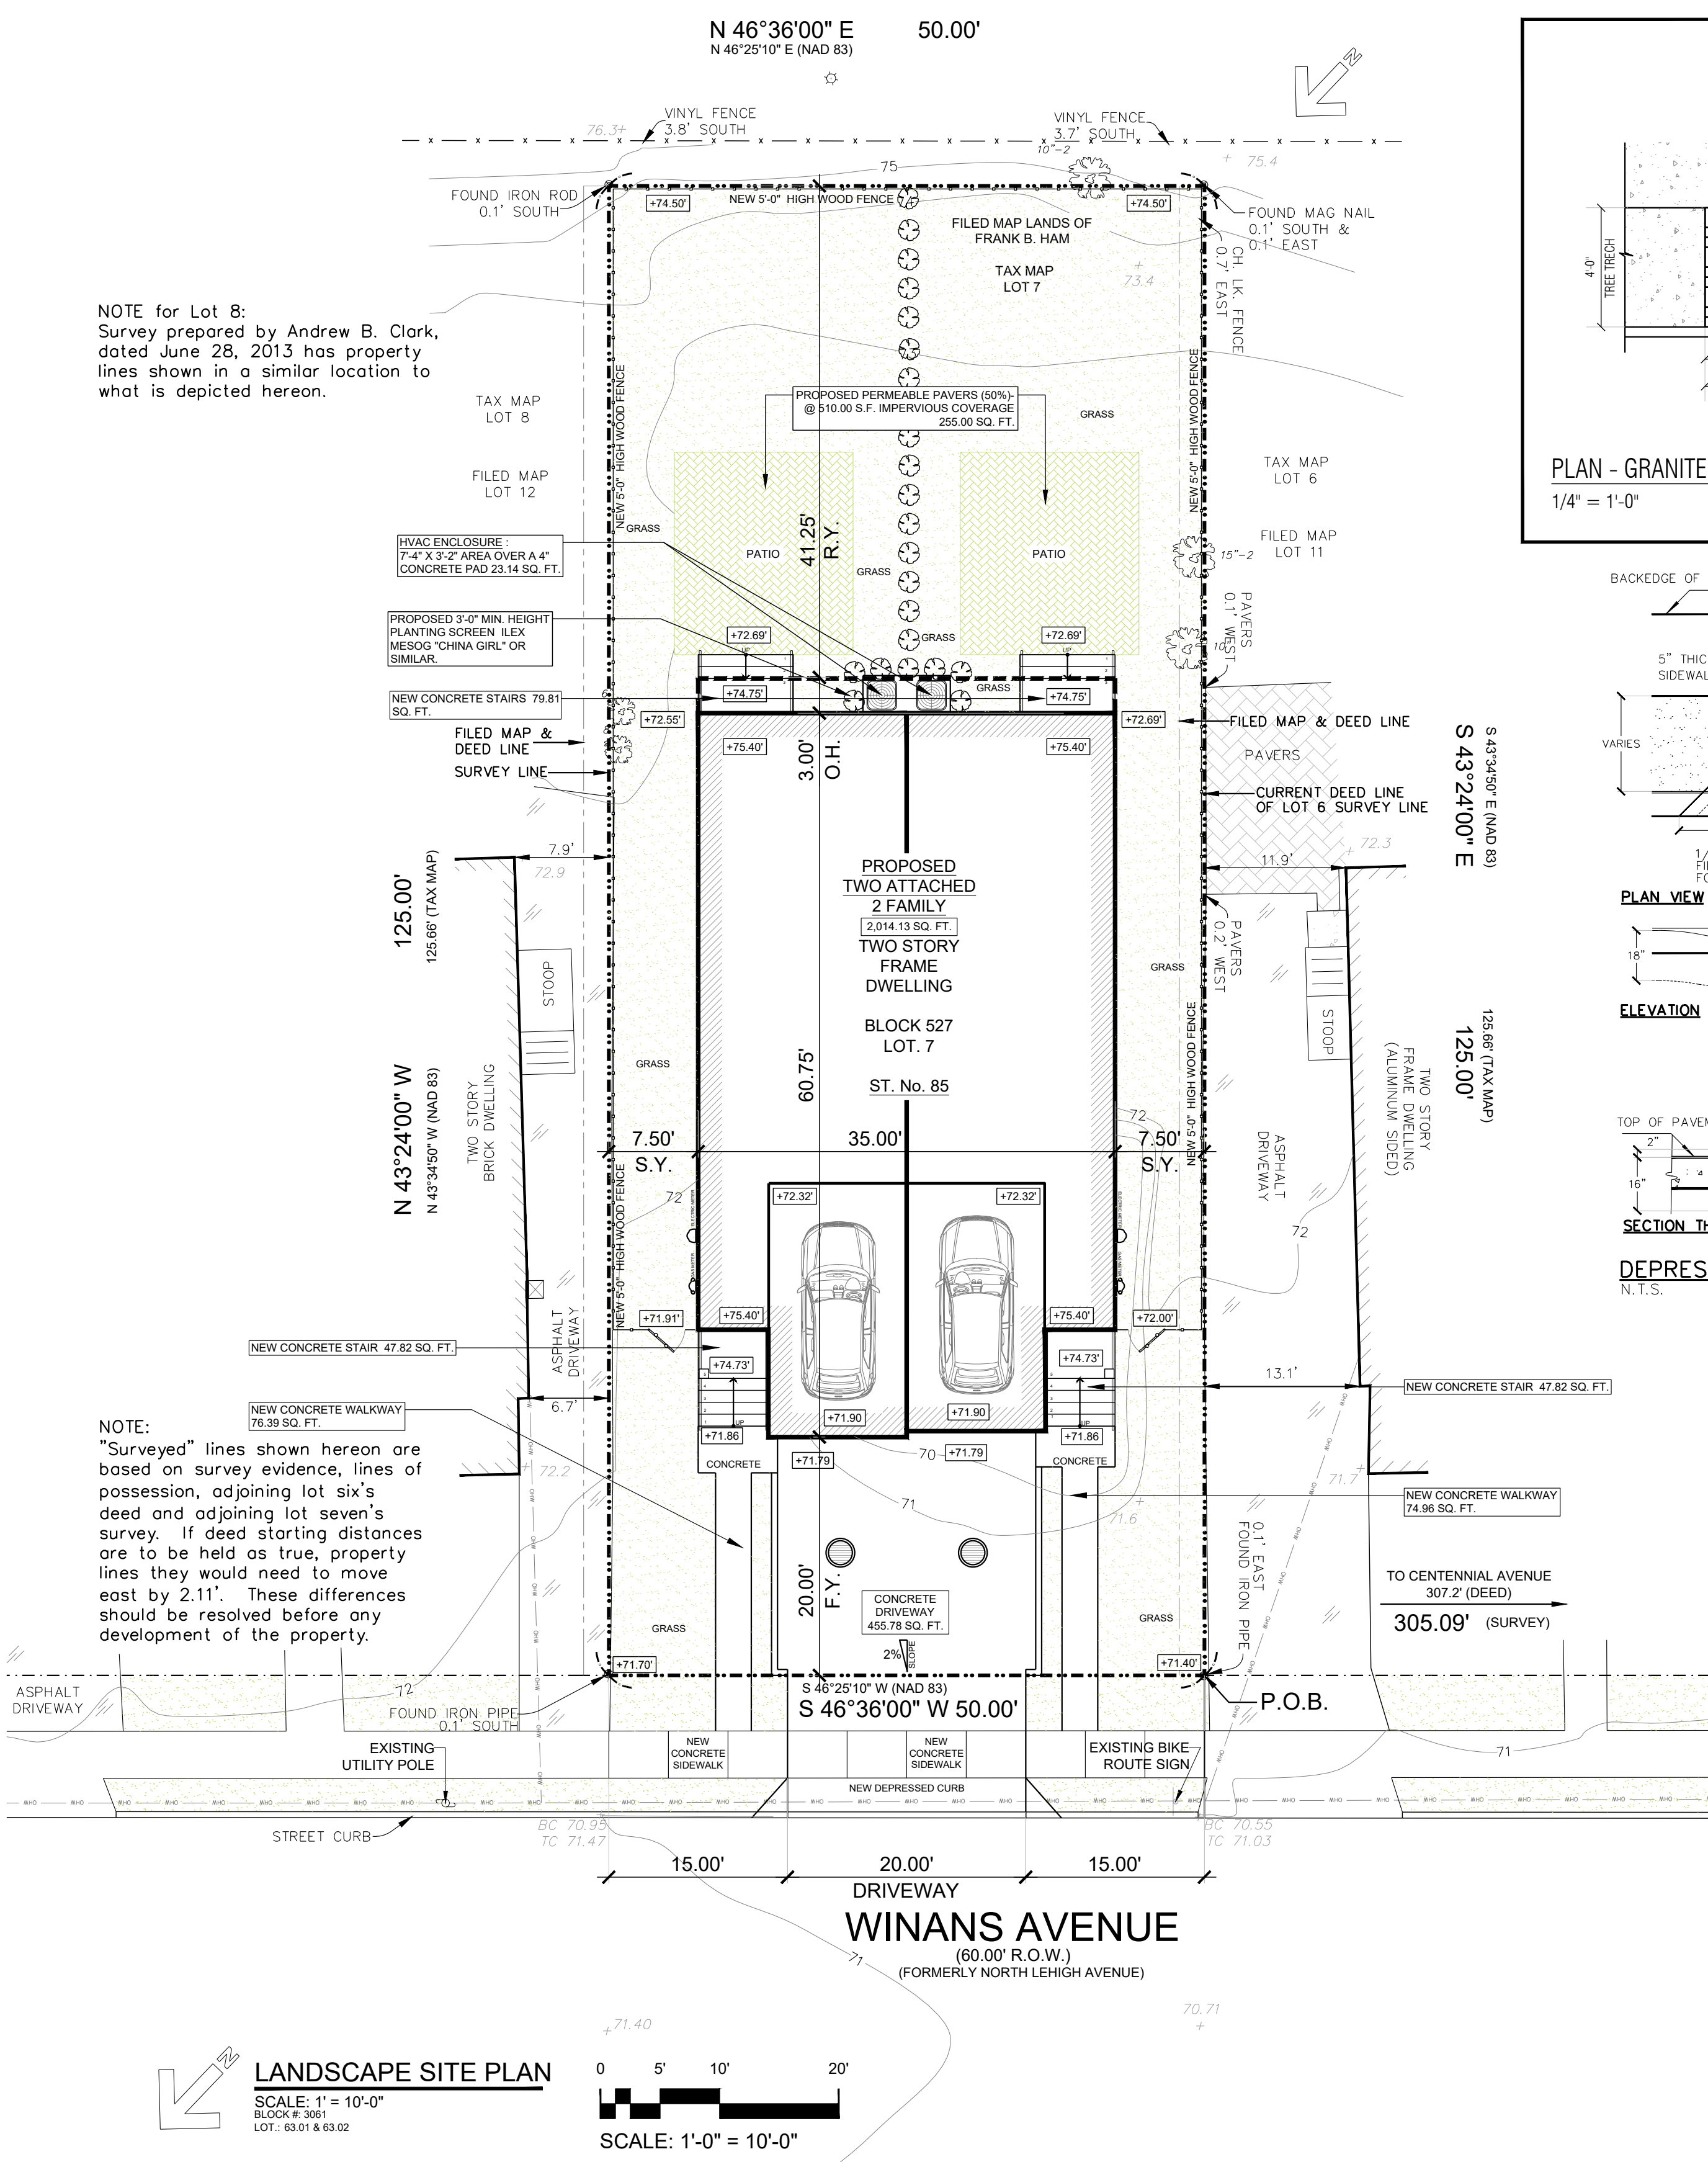 N 46°36'00" E 50.00'
N 46°25'10" E (NAD 83)
N
VINYL FENCE
3.8' SOUTH
VINYL FENCE
3.7' SOUTH
76.3
10"-2
75.4
75
FOUND IRON ROD
0.1' SOUTH
+74.50'
NEW 5'-0" HIGH WOOD FENCE
74
+74.50'
FOUND MAG NAIL
0.1' SOUTH &
0.1' EAST
FILED MAP LANDS OF
FRANK B. HAM
TAX MAP
LOT 7
73.4
CH. LK. FENCE
0.7' EAST
NOTE for Lot 8:
Survey prepared by Andrew B. Clark,
dated June 28, 2013 has property
lines shown in a similar location to
what is depicted hereon.
TAX MAP
LOT 8
FILED MAP
LOT 12
NEW 5'-0" HIGH WOOD FENCE
NEW 5'-0" HIGH WOOD FENCE
PROPOSED PERMEABLE PAVERS (50%)-
@ 510.00 S.F. IMPERVIOUS COVERAGE
255.00 SQ. FT.
GRASS
TAX MAP
LOT 6
FILED MAP
LOT 11
GRASS
PATIO
41.25'
R.Y.
GRASS
PATIO
15"-2
HVAC ENCLOSURE :
7'-4" X 3'-2" AREA OVER A 4"
CONCRETE PAD 23.14 SQ. FT.
PROPOSED 3'-0" MIN. HEIGHT
PLANTING SCREEN ILEX
MESOG "CHINA GIRL" OR
SIMILAR.
PAVERS
0.1' WEST
+72.69'
UP
GRASS
+72.69'
UP
10"
NEW CONCRETE STAIRS 79.81
SQ. FT.
+74.75'
GRASS
+74.75'
+72.55'
+72.69'
FILED MAP &
DEED LINE
SURVEY LINE
FILED MAP & DEED LINE
+75.40'
3.00'
O.H.
+75.40'
PAVERS
CURRENT DEED LINE
OF LOT 6 SURVEY LINE
S 43°24'00" E
S 43°34'50" E (NAD 83)
7.9'
72.9
11.9'
72.3
125.00'
125.66' (TAX MAP)
PROPOSED
TWO ATTACHED
2 FAMILY
2,014.13 SQ. FT.
TWO STORY
FRAME
DWELLING
BLOCK 527
LOT. 7
ST. No. 85
PAVERS
0.2' WEST
GRASS
STOOP
STOOP
125.66' (TAX MAP)
125.00'
N 43°24'00" W
N 43°34'50" W (NAD 83)
TWO STORY
BRICK DWELLING
GRASS
60.75'
NEW 5'-0" HIGH WOOD FENCE
TWO STORY
FRAME DWELLING
(ALUMINUM SIDED)
72
7.50'
S.Y.
35.00'
7.50'
S.Y.
ASPHALT
DRIVEWAY
NEW 5'-0" HIGH WOOD FENCE
72
ELECTRIC METER
GAS METER
+72.32'
+72.32'
ELECTRIC METER
GAS METER
72
ASPHALT
DRIVEWAY
+71.91'
+75.40'
+75.40'
+72.00'
NEW CONCRETE STAIR 47.82 SQ. FT.
+74.73'
+74.73'
13.1'
NEW CONCRETE STAIR 47.82 SQ. FT.
6.7'
NEW CONCRETE WALKWAY
76.39 SQ. FT.
UP
+71.90
+71.90
UP
+71.86
+71.86
NOTE:
"Surveyed" lines shown hereon are
based on survey evidence, lines of
possession, adjoining lot six's
deed and adjoining lot seven's
survey. If deed starting distances
are to be held as true, property
lines they would need to move
east by 2.11'. These differences
should be resolved before any
development of the property.
72.2
CONCRETE
+71.79
70
+71.79
CONCRETE
71.7
71
71.6
NEW CONCRETE WALKWAY
74.96 SQ. FT.
20.00'
F.Y.
0.1' EAST
FOUND IRON PIPE
CONCRETE
DRIVEWAY
455.78 SQ. FT.
TO CENTENNIAL AVENUE
307.2' (DEED)
305.09' (SURVEY)
GRASS
GRASS
2%
SLOPE
+71.70'
+71.40'
ASPHALT
DRIVEWAY
72
FOUND IRON PIPE
0.1' SOUTH
S 46°25'10" W (NAD 83)
S 46°36'00" W 50.00'
P.O.B.
EXISTING
UTILITY POLE
NEW
CONCRETE
SIDEWALK
NEW
CONCRETE
SIDEWALK
EXISTING BIKE
ROUTE SIGN
71
NEW DEPRESSED CURB
OHW
STREET CURB
BC 70.95
TC 71.47
BC 70.55
TC 71.03
15.00'
20.00'
15.00'
DRIVEWAY
WINANS AVENUE
(60.00' R.O.W.)
(FORMERLY NORTH LEHIGH AVENUE)
71
71.40
70.71
N
LANDSCAPE SITE PLAN
SCALE: 1' = 10'-0"
BLOCK #: 3061
LOT.: 63.01 & 63.02
0 5' 10' 20'
SCALE: 1'-0" = 10'-0"
4'-0"
TREE TRECH
PLAN - GRANITE
1/4" = 1'-0"
BACKEDGE OF
5" THIC
SIDEWAL
VARIES
1/
FI
FO
PLAN VIEW
18"
ELEVATION
TOP OF PAVEM
2"
16"
SECTION TH
DEPRES
N.T.S.